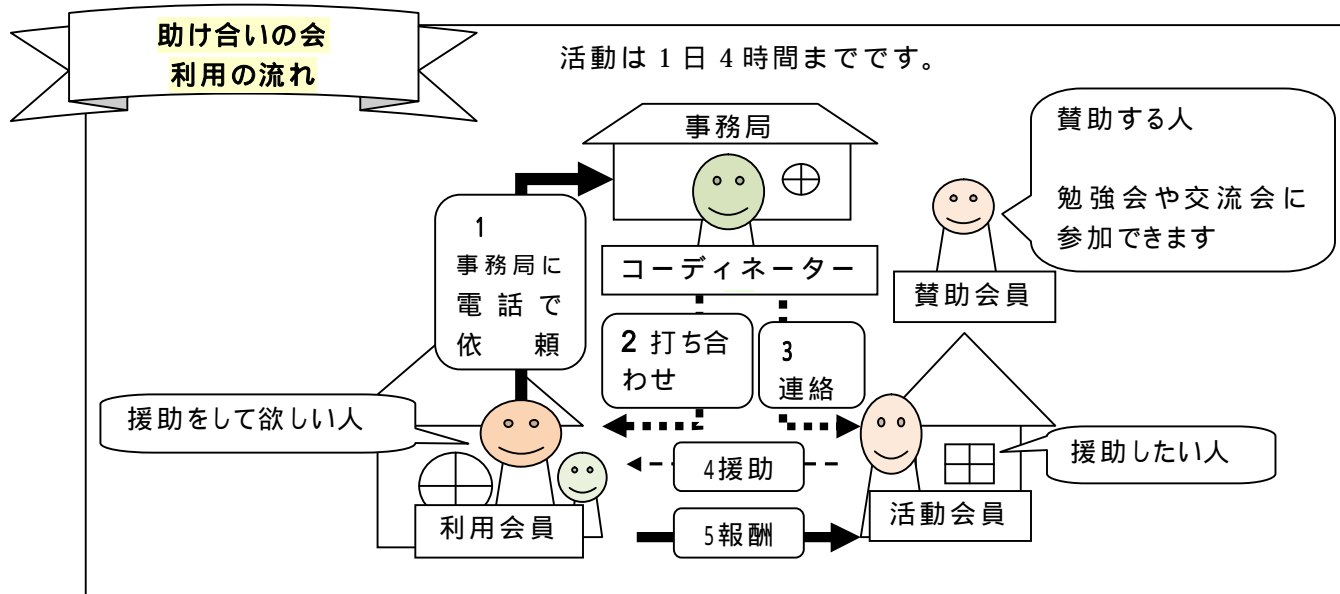 助け合いの会
利用の流れ
活動は1日4時間までです。
事務局
賛助する人
勉強会や交流会に
参加できます
1
事務局に
電話で
依頼
コーディネーター
賛助会員
2 打ち合
わせ
3
連絡
援助をして欲しい人
援助したい人
4援助
利用会員
活動会員
5報酬